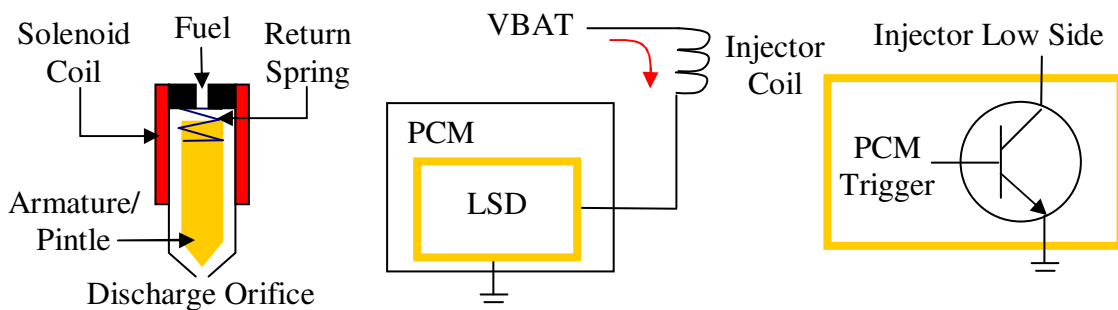 Solenoid
Coil
Fuel
Return
Spring
Armature/
Pintle
Discharge Orifice
VBAT
Injector
Coil
PCM
LSD
Injector Low Side
PCM
Trigger